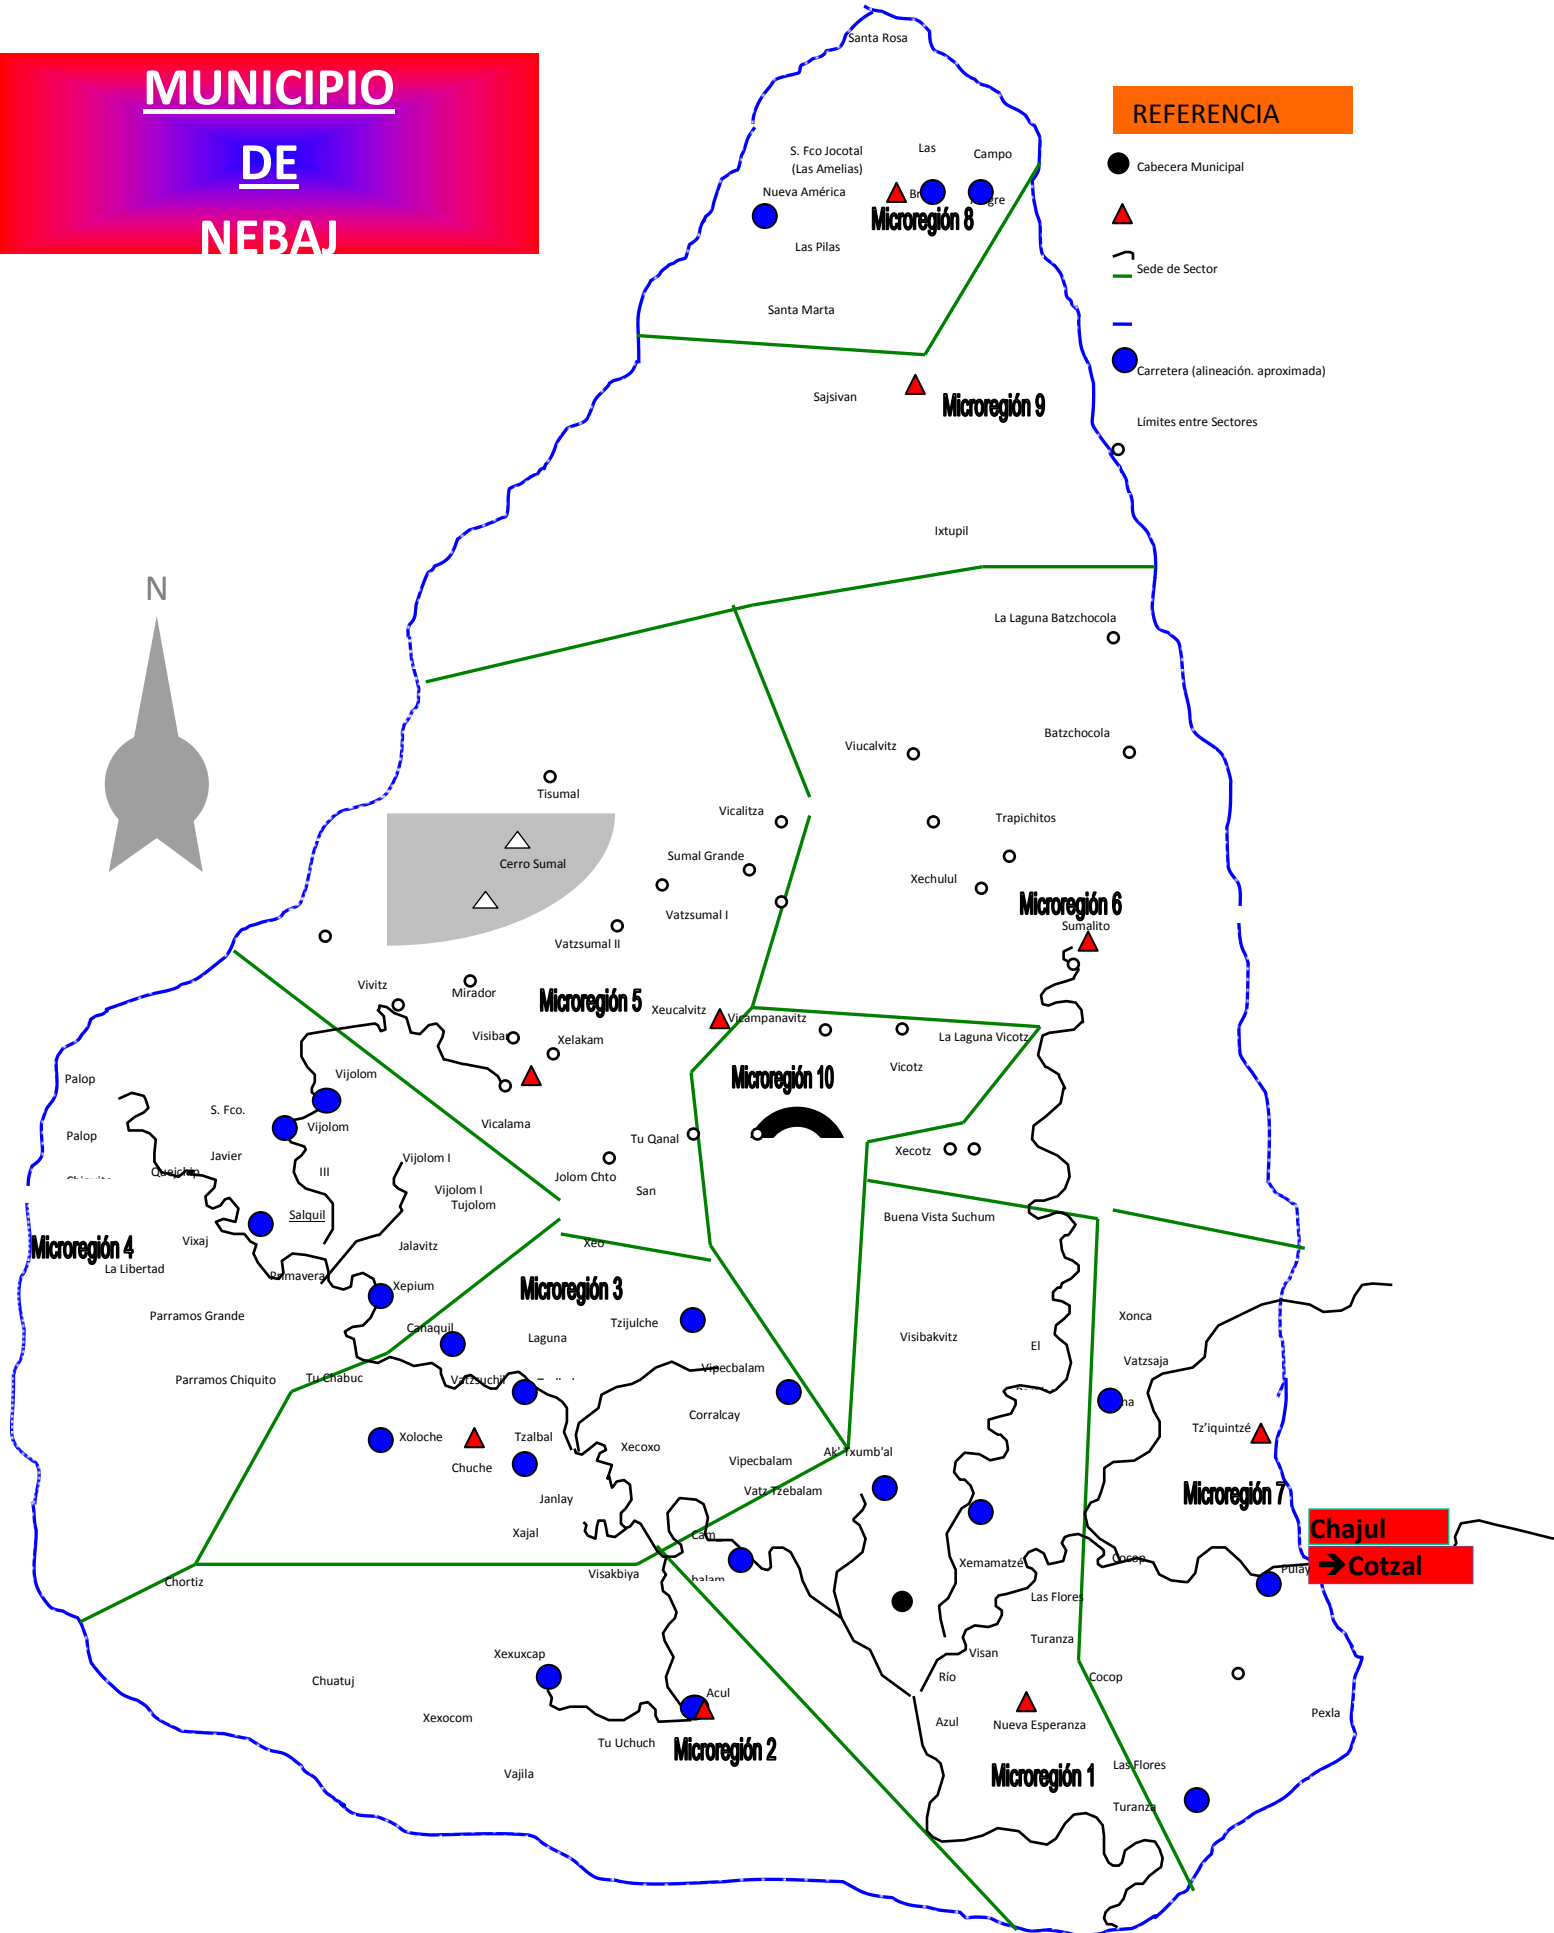 MUNICIPIO
DE
NEBAJ
REFERENCIA
Cabecera Municipal
Sede de Sector
Carretera (alineación. aproximada)
Límites entre Sectores
Santa Rosa
S. Fco Jocotal
(Las Amelias)
Las
Campo
Nueva América
Microregión 8
Las Pilas
Santa Marta
Sajsivan
Microregión 9
Ixtupil
N
La Laguna Batzchocola
Batzchocola
Viucalvitz
Tisumal
Vicalitza
Trapichitos
Cerro Sumal
Sumal Grande
Xechulul
Microregión 6
Vatzsumal I
Sumalito
Vatzsumal II
Vivitz
Mirador
Microregión 5
Xeucalvitz
Vicampanavitz
Visibar
Xelakam
La Laguna Vicotz
Vicotz
Vijolom
Microregión 10
Palop
S. Fco.
Vijolom
Vicalama
Tu Qanal
Palop
Javier
Vijolom I
Xecotz
Quejchip
III
Jolom Chto
San
Vijolom I
Tujolom
Salquil
Buena Vista Suchum
Vixaj
Jalavitz
Xeo
Microregión 4
La Libertad
Primavera
Xepium
Microregión 3
Parramos Grande
Canaquil
Laguna
Tzijulche
Visibakvitz
El
Xonca
Vatzsaja
Parramos Chiquito
Tu Chabuc
Vatzsuchil
Vipecbalam
Corralcay
Xoloche
Tzalbal
Xecoxo
Tz'iquintzé
Chuche
Vipecbalam
Ak' Txumb'al
Janlay
Vatz Tzebalam
Microregión 7
Xajal
Cam
balam
Chajul
➔Cotzal
Xemamatzé
Cocop
Pulay
Chortiz
Visakbiya
Las Flores
Turanza
Xexuxcap
Visan
Chuatuj
Río
Cocop
Acul
Xexocom
Azul
Nueva Esperanza
Pexla
Tu Uchuch
Microregión 2
Vajila
Microregión 1
Las Flores
Turanza